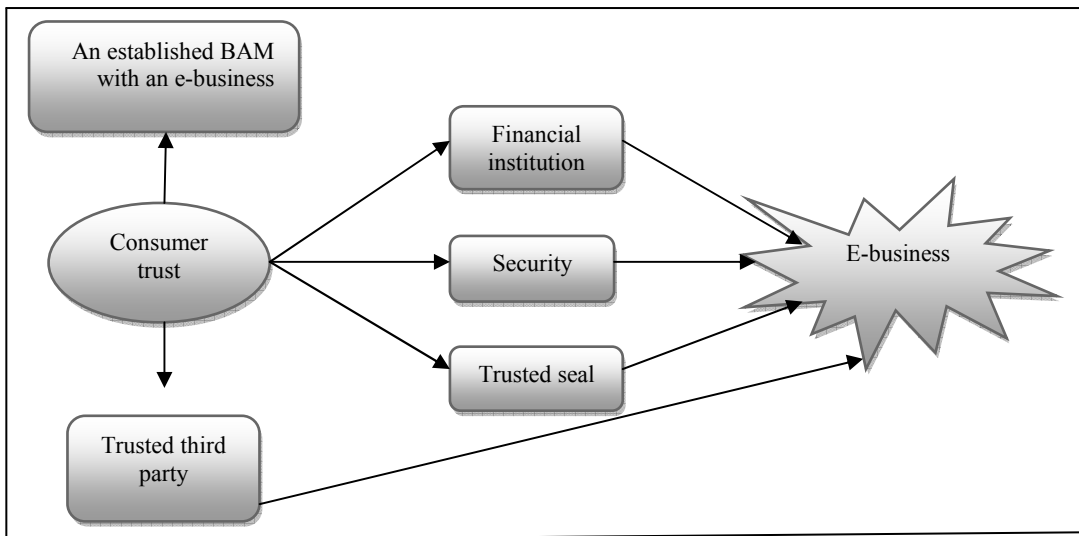 An established BAM
with an e-business
Financial
institution
Consumer
trust
Security
E-business
Trusted seal
Trusted third
party